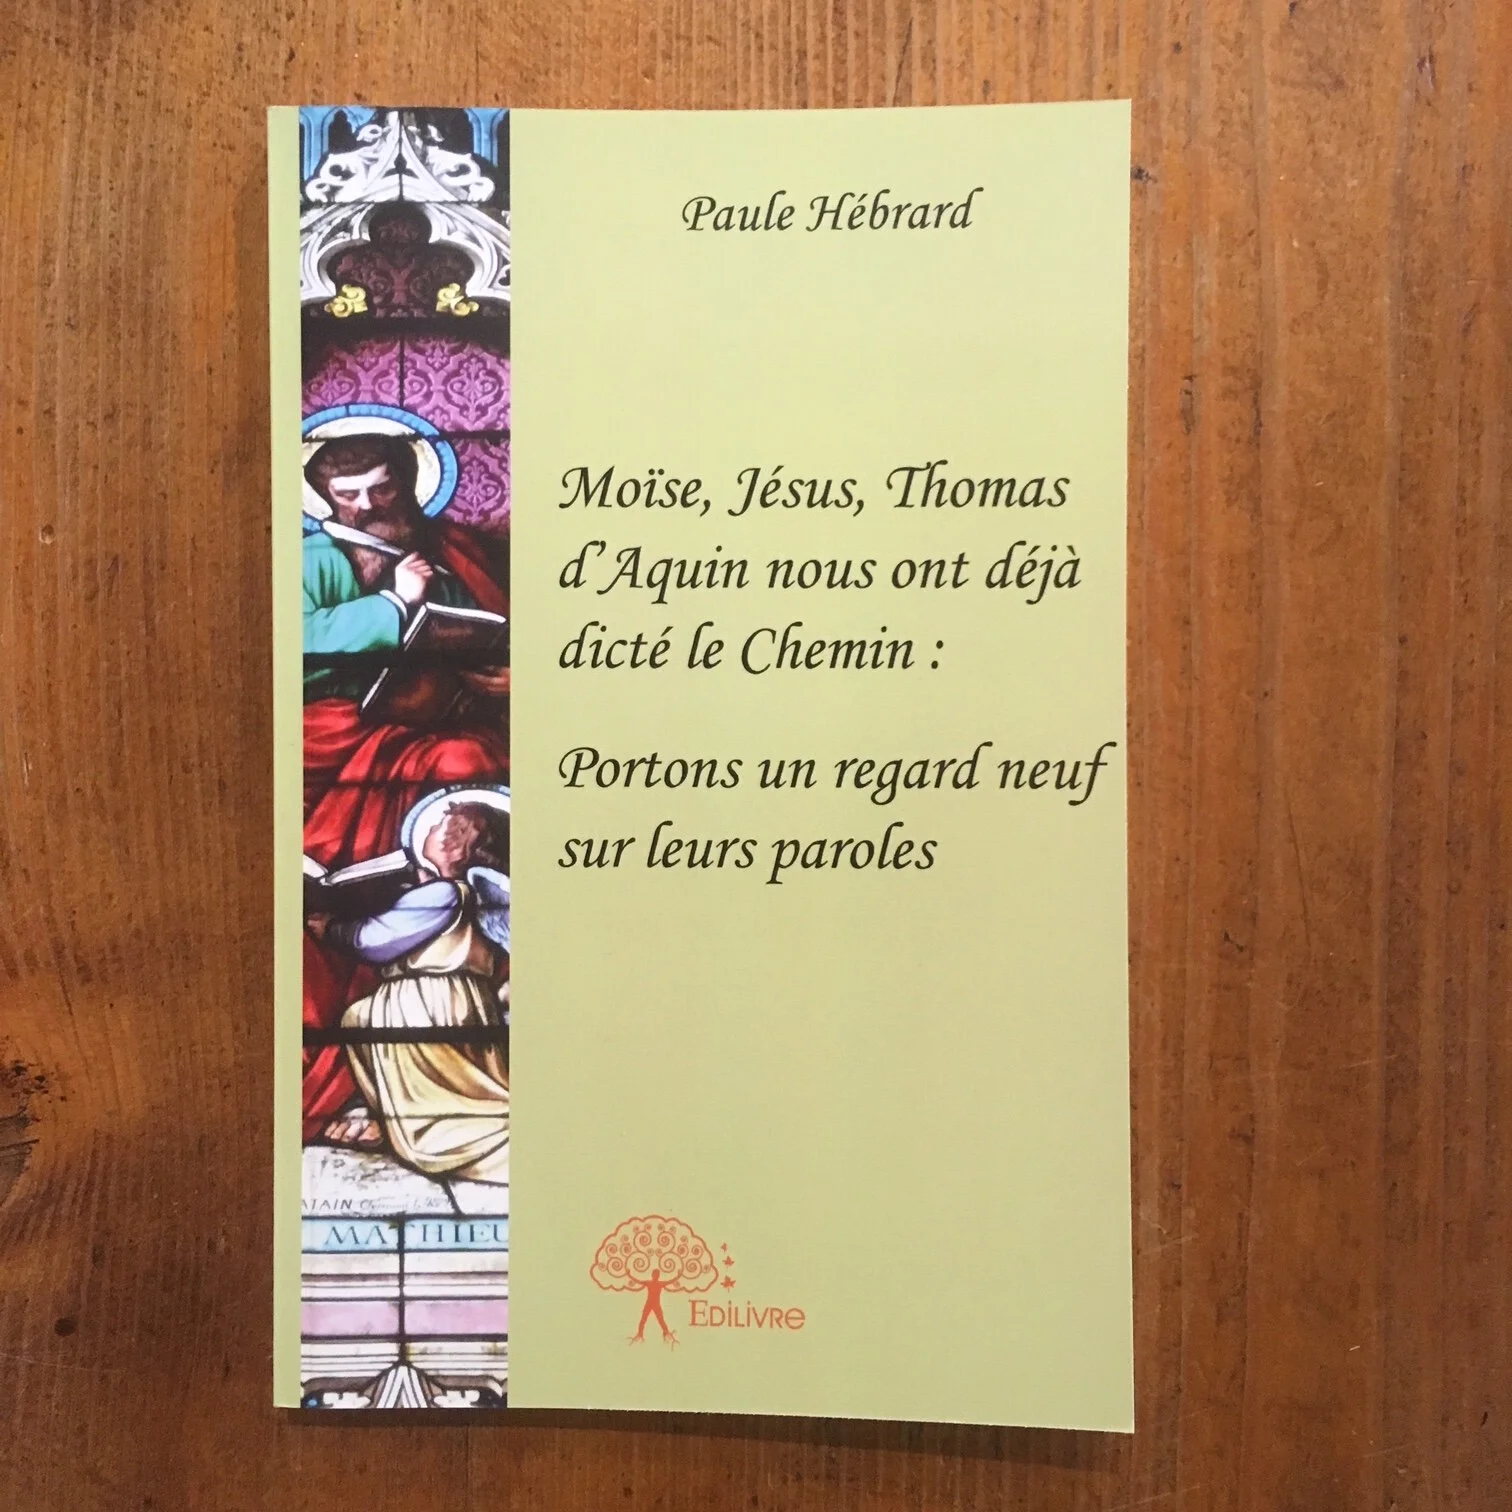 Paule Hébrard
Moïse, Jésus, Thomas
d'Aquin nous ont déjà
dicté le Chemin :
Portons un regard neuf
sur leurs paroles
MATHIEU
EDiLivre